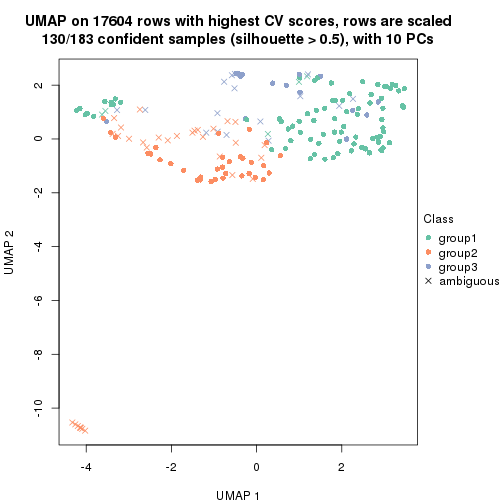 UMAP on 17604 rows with highest CV scores, rows are scaled
130/183 confident samples (silhouette > 0.5), with 10 PCs
2
0
-2
-4
-6
-8
-10
UMAP 2
-4
-2
0
2
UMAP 1
Class
group1
group2
group3
ambiguous